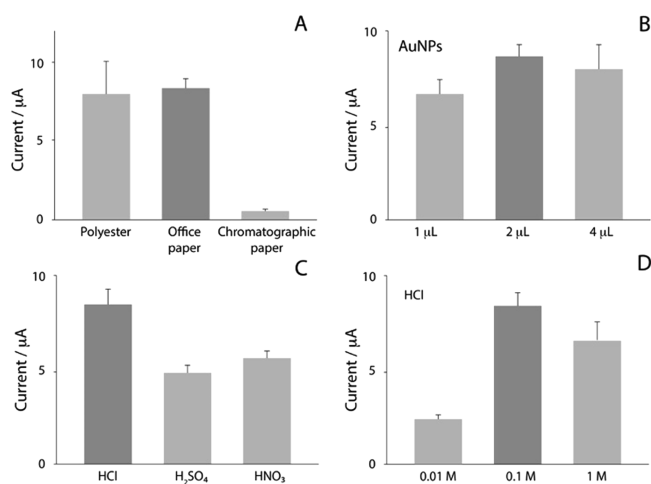 A
Current / μA
10
5
0
Polyester
Office
paper
Chromatographic
paper
B
AuNPs
Current / μA
10
5
0
1 μL
2 μL
4 μL
C
Current / μA
10
5
0
HCl
H₂SO₄
HNO₃
D
HCl
Current / μA
10
5
0
0.01 M
0.1 M
1 M